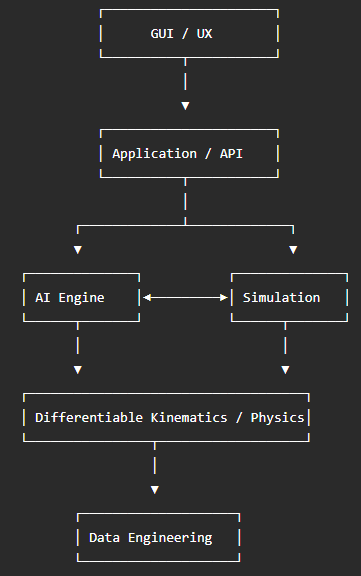 GUI / UX
Application / API
AI Engine
Simulation
Differentiable Kinematics / Physics
Data Engineering